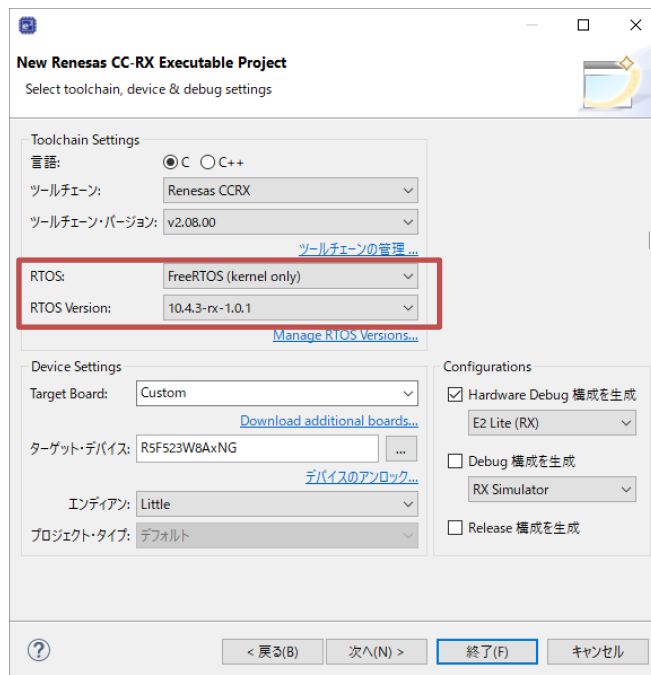 New Renesas CC-RX Executable Project
Select toolchain, device & debug settings
Toolchain Settings
言語: C C++
ツールチェーン: Renesas CCRX
ツールチェーン・バージョン: v2.08.00
ツールチェーンの管理 ...
RTOS: FreeRTOS (kernel only)
RTOS Version: 10.4.3-rx-1.0.1
Manage RTOS Versions...
Device Settings
Target Board: Custom
Download additional boards...
ターゲット・デバイス: R5F523W8AxNG ...
デバイスのアンロック...
エンディアン: Little
プロジェクト・タイプ: デフォルト
Configurations
Hardware Debug 構成を生成
E2 Lite (RX)
Debug 構成を生成
RX Simulator
Release 構成を生成
?
< 戻る(B) 次へ(N) > 終了(F) キャンセル